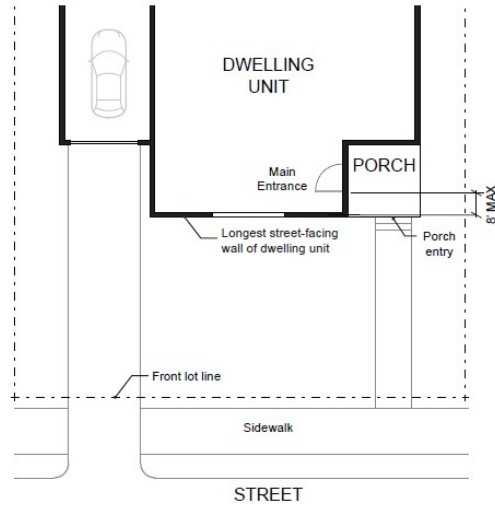 DWELLING
UNIT
Main
Entrance
PORCH
8' MAX
Longest street-facing
wall of dwelling unit
Porch
entry
Front lot line
Sidewalk
STREET